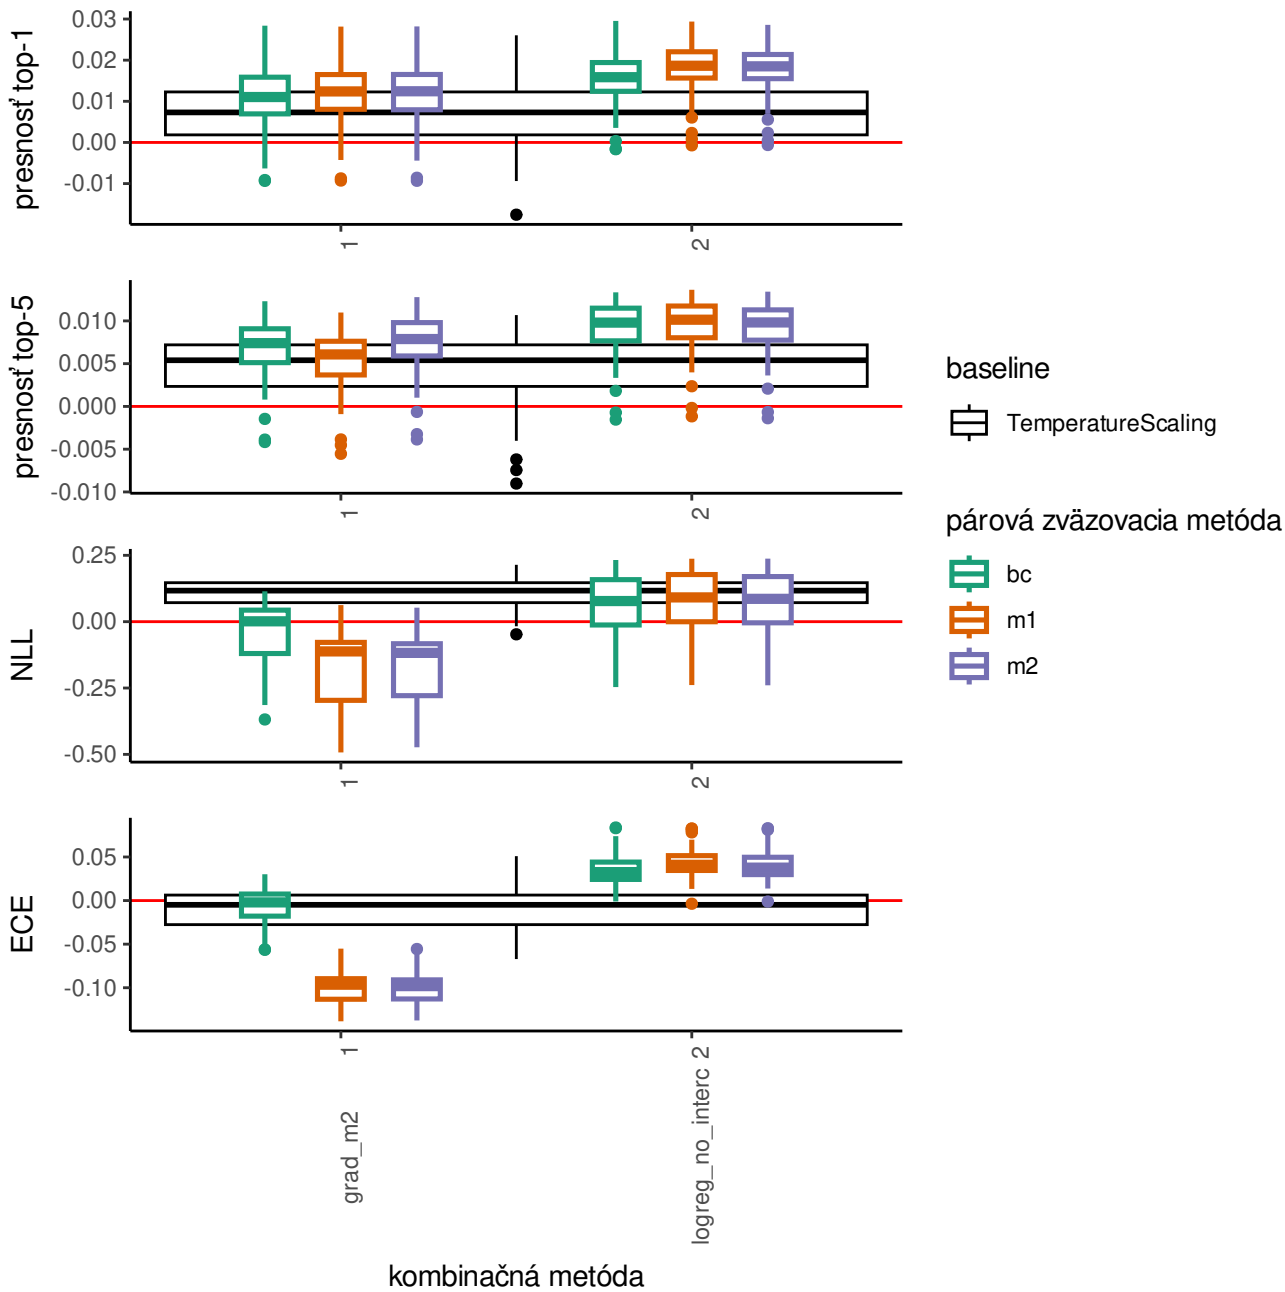 presnosť top-1
0.03
0.02
0.01
0.00
-0.01
1
2
presnosť top-5
0.010
0.005
0.000
-0.005
-0.010
1
2
NLL
0.25
0.00
-0.25
-0.50
1
2
ECE
0.05
0.00
-0.05
-0.10
1
2
grad_m2
logreg_no_interc
kombinačná metóda
baseline
TemperatureScaling
párová zväzovacia metóda
bc
m1
m2